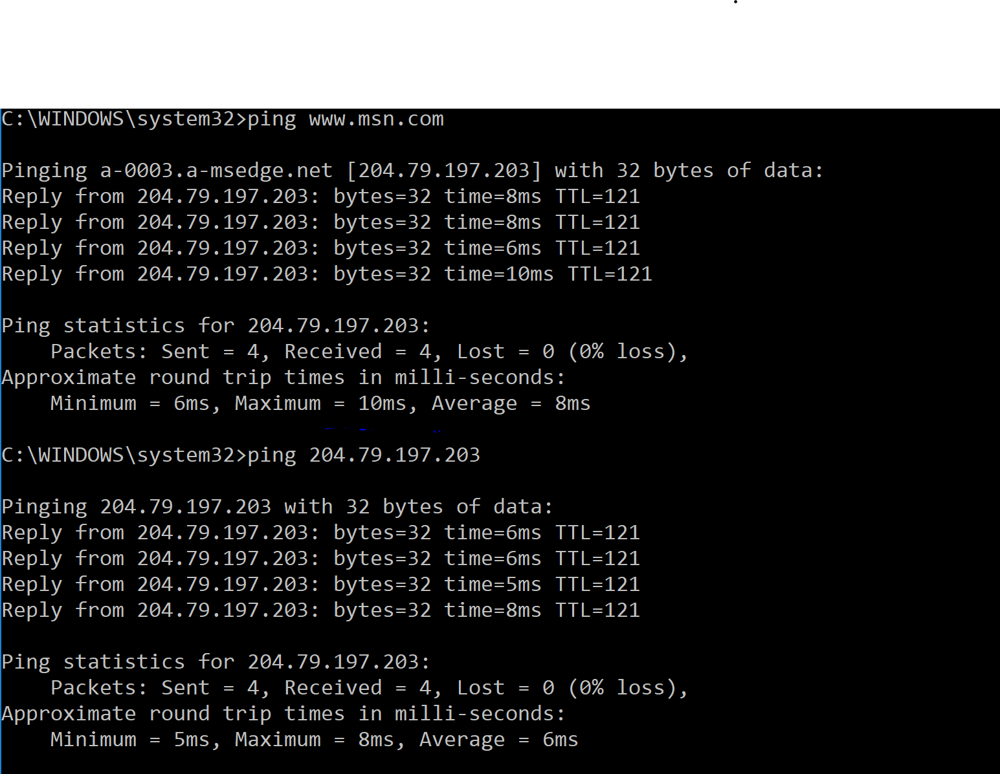 C:\WINDOWS\system32>ping www.msn.com
Pinging a-0003.a-msedge.net [204.79.197.203] with 32 bytes of data:
Reply from 204.79.197.203: bytes=32 time=8ms TTL=121
Reply from 204.79.197.203: bytes=32 time=8ms TTL=121
Reply from 204.79.197.203: bytes=32 time=6ms TTL=121
Reply from 204.79.197.203: bytes=32 time=10ms TTL=121
Ping statistics for 204.79.197.203:
Packets: Sent = 4, Received = 4, Lost = 0 (0% loss),
Approximate round trip times in milli-seconds:
Minimum = 6ms, Maximum = 10ms, Average = 8ms
C:\WINDOWS\system32>ping 204.79.197.203
Pinging 204.79.197.203 with 32 bytes of data:
Reply from 204.79.197.203: bytes=32 time=6ms TTL=121
Reply from 204.79.197.203: bytes=32 time=6ms TTL=121
Reply from 204.79.197.203: bytes=32 time=5ms TTL=121
Reply from 204.79.197.203: bytes=32 time=8ms TTL=121
Ping statistics for 204.79.197.203:
Packets: Sent = 4, Received = 4, Lost = 0 (0% loss),
Approximate round trip times in milli-seconds:
Minimum = 5ms, Maximum = 8ms, Average = 6ms